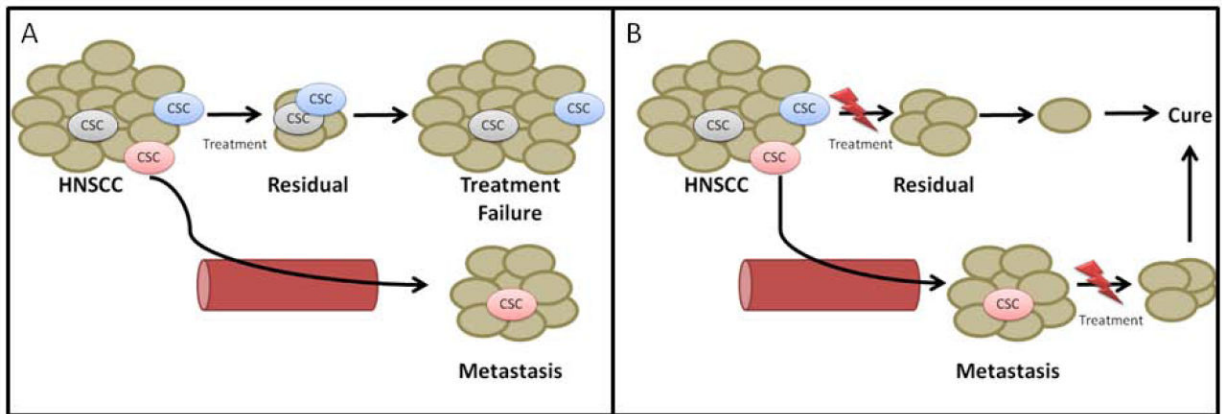 A
CSC
CSC
CSC
Treatment
CSC
CSC
CSC
CSC
HNSCC
Residual
Treatment
Failure
CSC
Metastasis
B
CSC
CSC
CSC
Treatment
Cure
HNSCC
Residual
CSC
Treatment
Metastasis